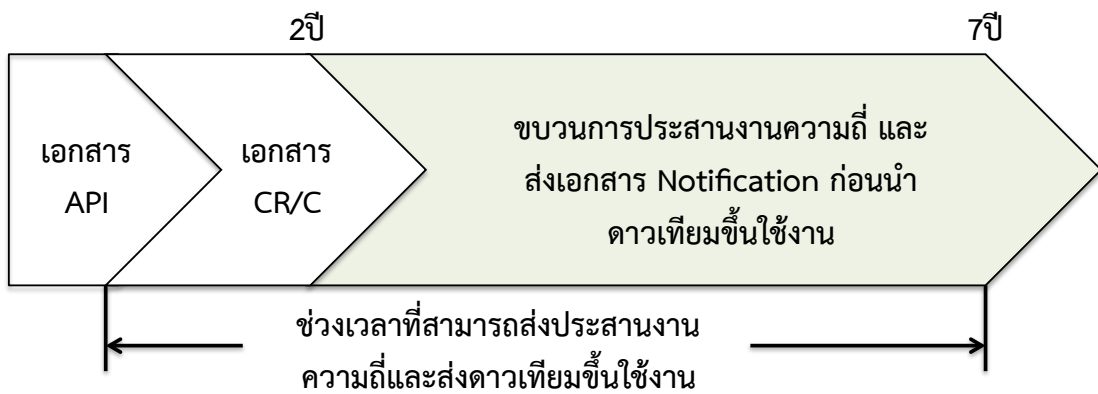 2ปี
7ปี
เอกสาร
API
เอกสาร
CR/C
ขบวนการประสานงานความถี่ และ
ส่งเอกสาร Notification ก่อนนำ
ดาวเทียมขึ้นใช้งาน
ช่วงเวลาที่สามารถส่งประสานงาน
ความถี่และส่งดาวเทียมขึ้นใช้งาน